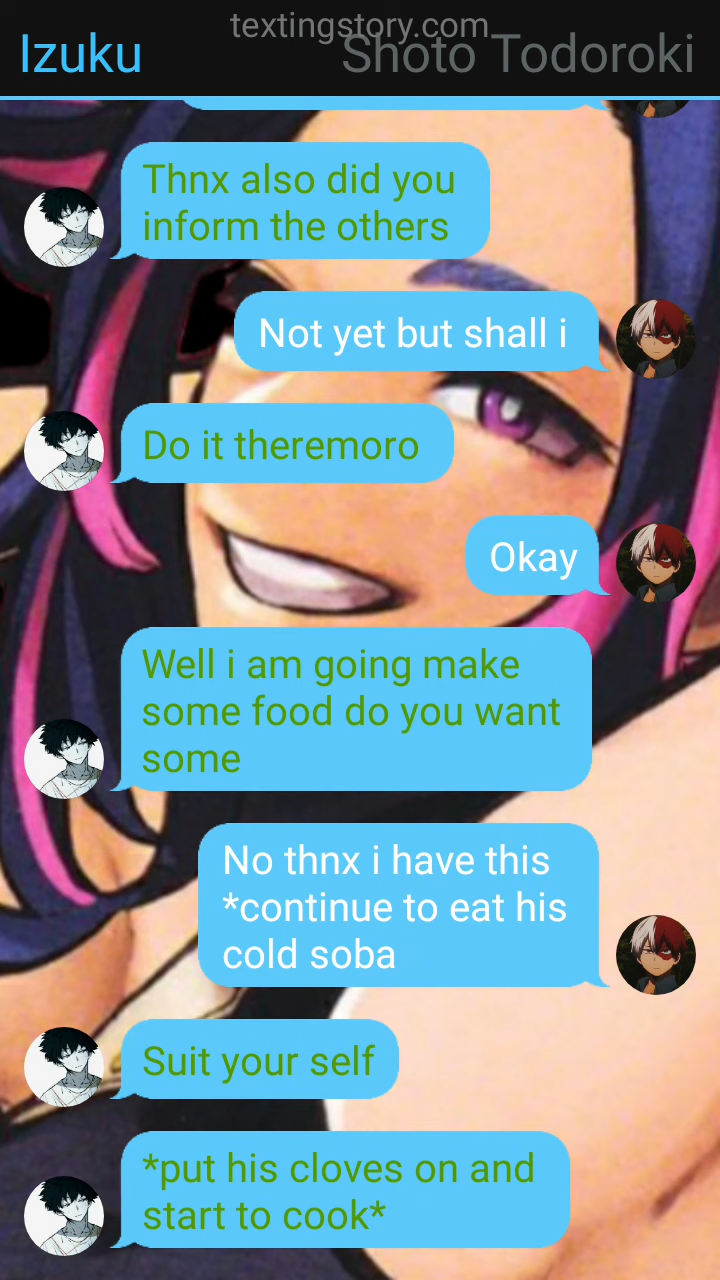 textingstory.com
Izuku
Shoto Todoroki
Thnx also did you
inform the others
Not yet but shall i
Do it theremoro
Okay
Well i am going make
some food do you want
some
No thnx i have this
*continue to eat his
cold soba
Suit your self
*put his cloves on and
start to cook*